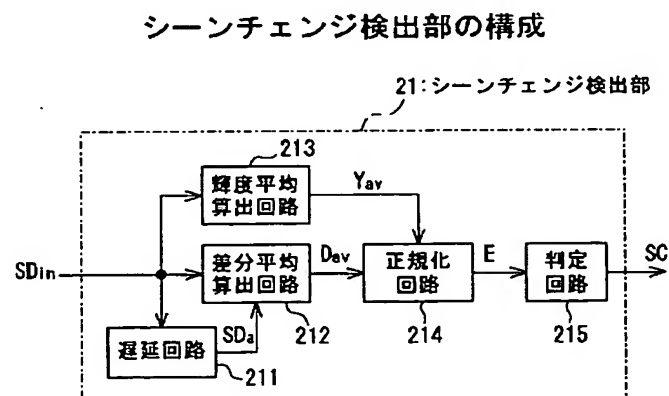 シーンチェンジ検出部の構成
21:シーンチェンジ検出部
213
輝度平均
算出回路
Yav
SDin
差分平均
算出回路
Dav
正規化
回路
E
判定
回路
SC
212
214
215
遅延回路
SDa
211